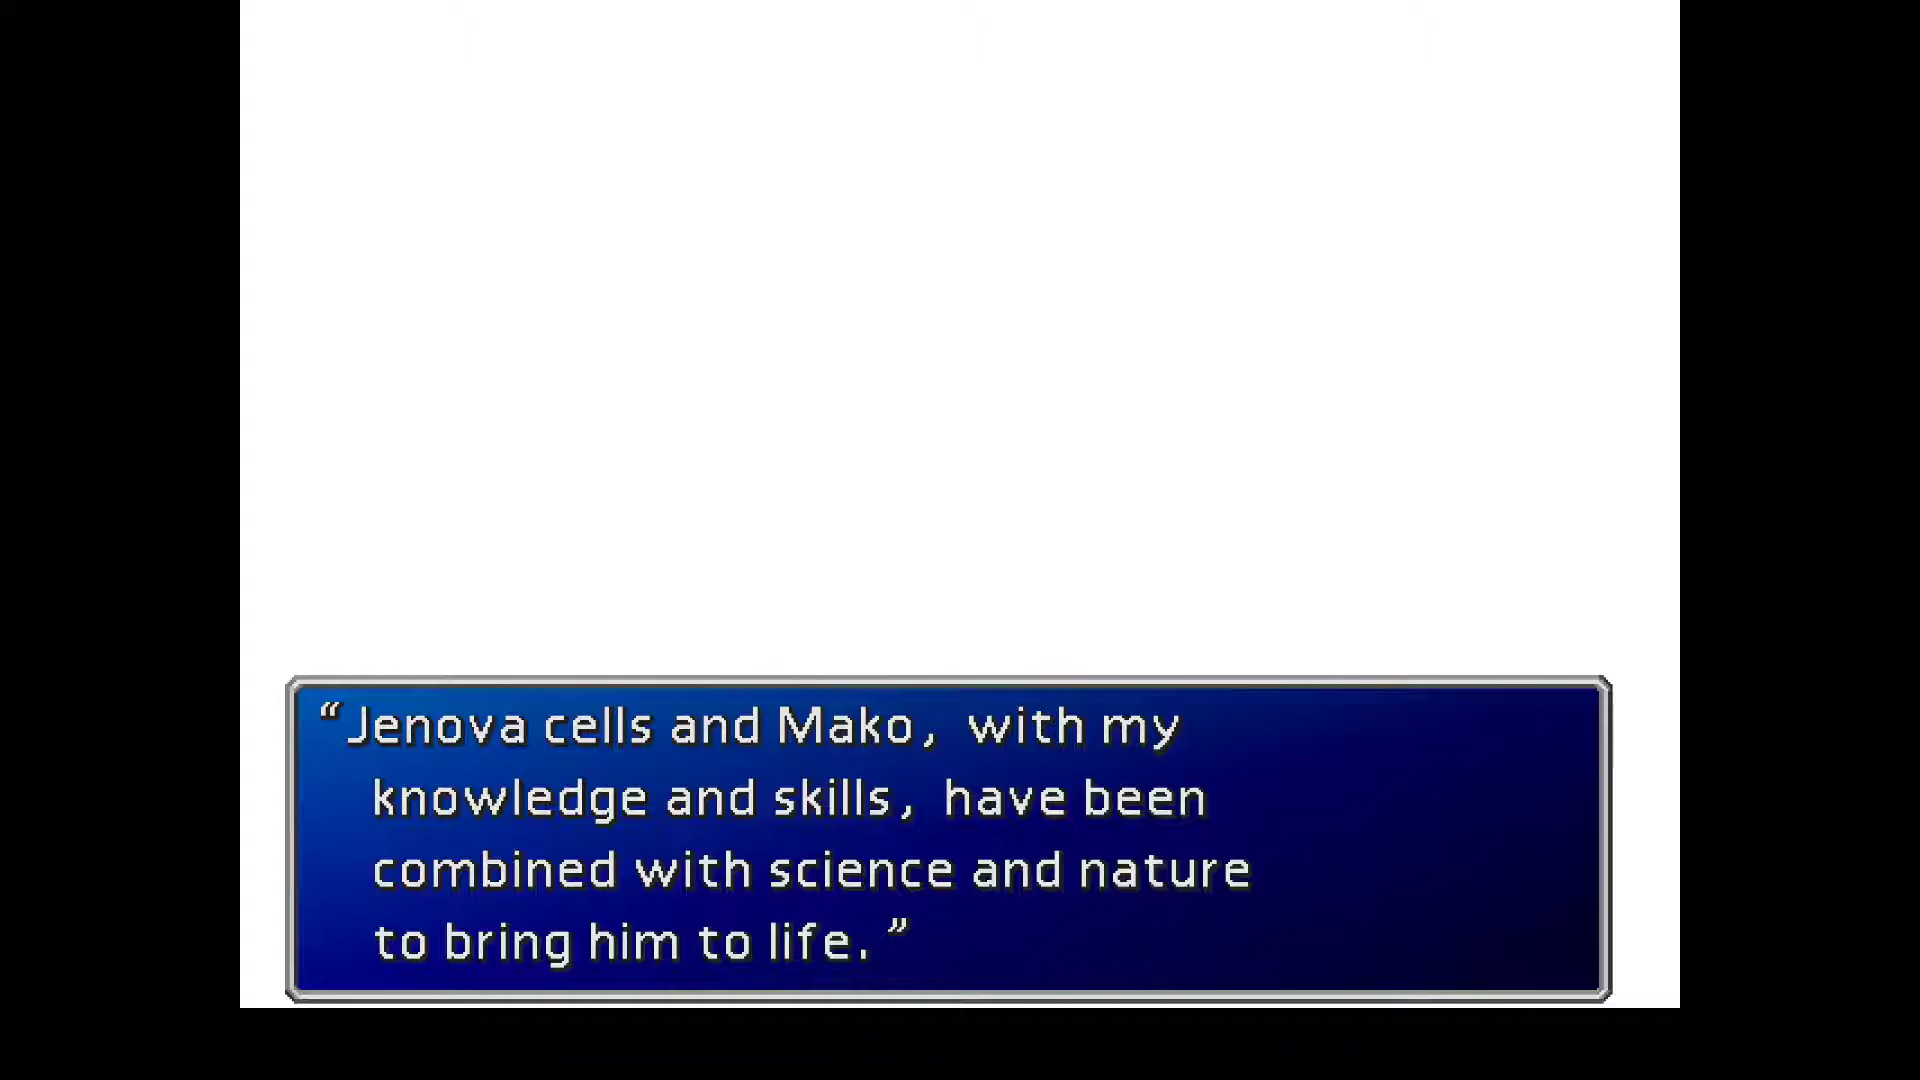 “Jenova cells and Mako, with my
knowledge and skills, have been
combined with science and nature
to bring him to life.”